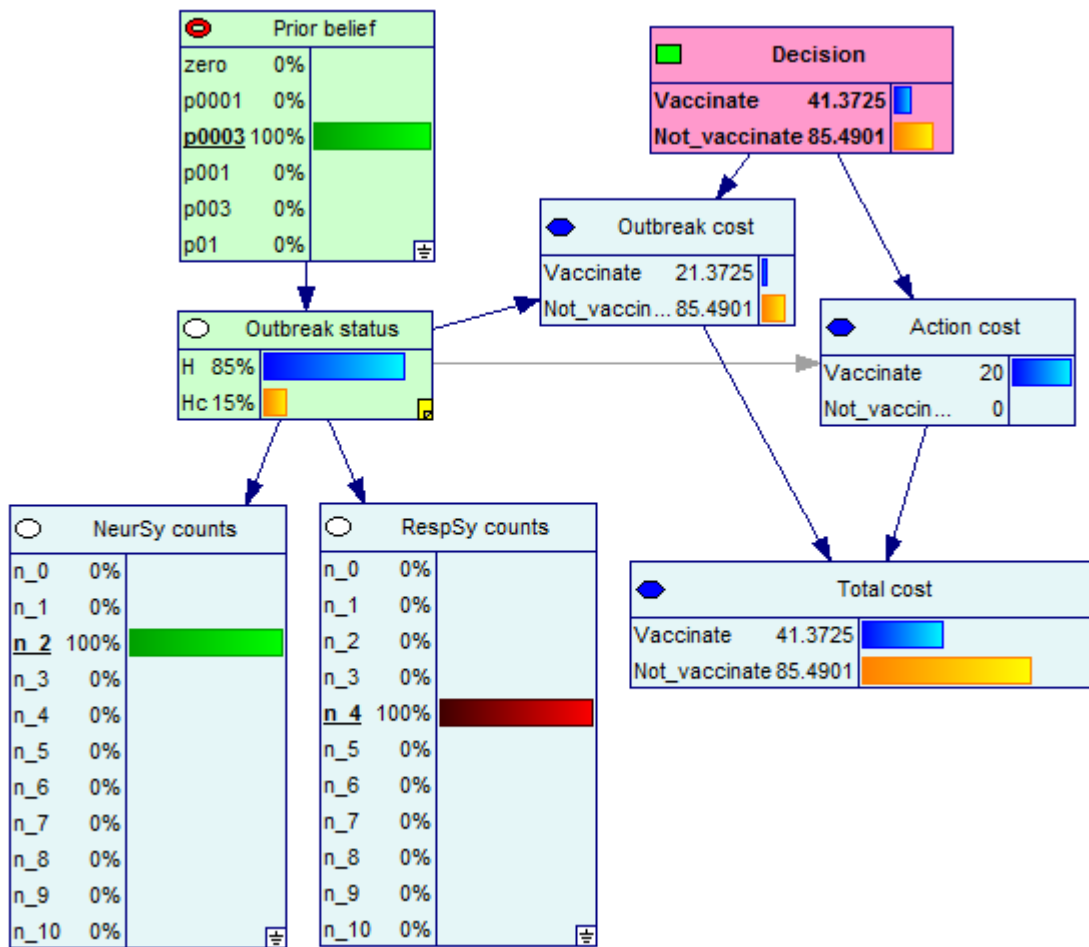 Prior belief
zero 0%
p0001 0%
p0003 100%
p001 0%
p003 0%
p01 0%
Decision
Vaccinate 41.3725
Not_vaccinate 85.4901
Outbreak cost
Vaccinate 21.3725
Not_vaccin... 85.4901
Outbreak status
H 85%
Hc 15%
Action cost
Vaccinate 20
Not_vaccin... 0
NeurSy counts
n_0 0%
n_1 0%
n_2 100%
n_3 0%
n_4 0%
n_5 0%
n_6 0%
n_7 0%
n_8 0%
n_9 0%
n_10 0%
RespSy counts
n_0 0%
n_1 0%
n_2 0%
n_3 0%
n_4 100%
n_5 0%
n_6 0%
n_7 0%
n_8 0%
n_9 0%
n_10 0%
Total cost
Vaccinate 41.3725
Not_vaccinate 85.4901